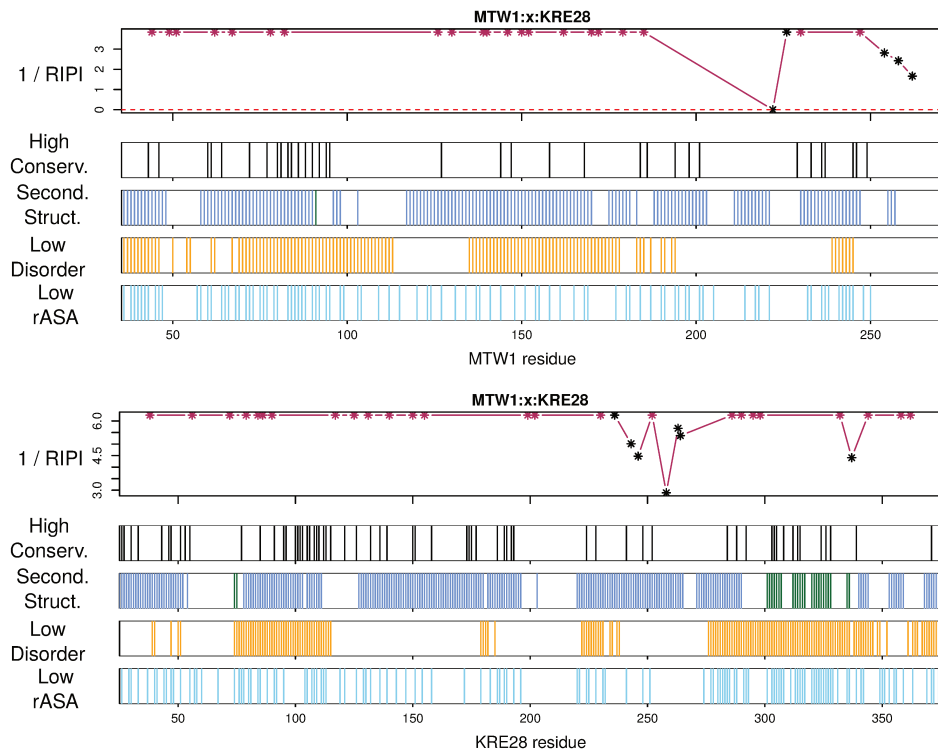 MTW1:x:KRE28
1 / RIPI
3
2
1
0
High
Conserv.
Second.
Struct.
Low
Disorder
Low
rASA
50 100 150 200 250
MTW1 residue
MTW1:x:KRE28
1 / RIPI
6.0
4.5
3.0
High
Conserv.
Second.
Struct.
Low
Disorder
Low
rASA
50 100 150 200 250 300 350
KRE28 residue